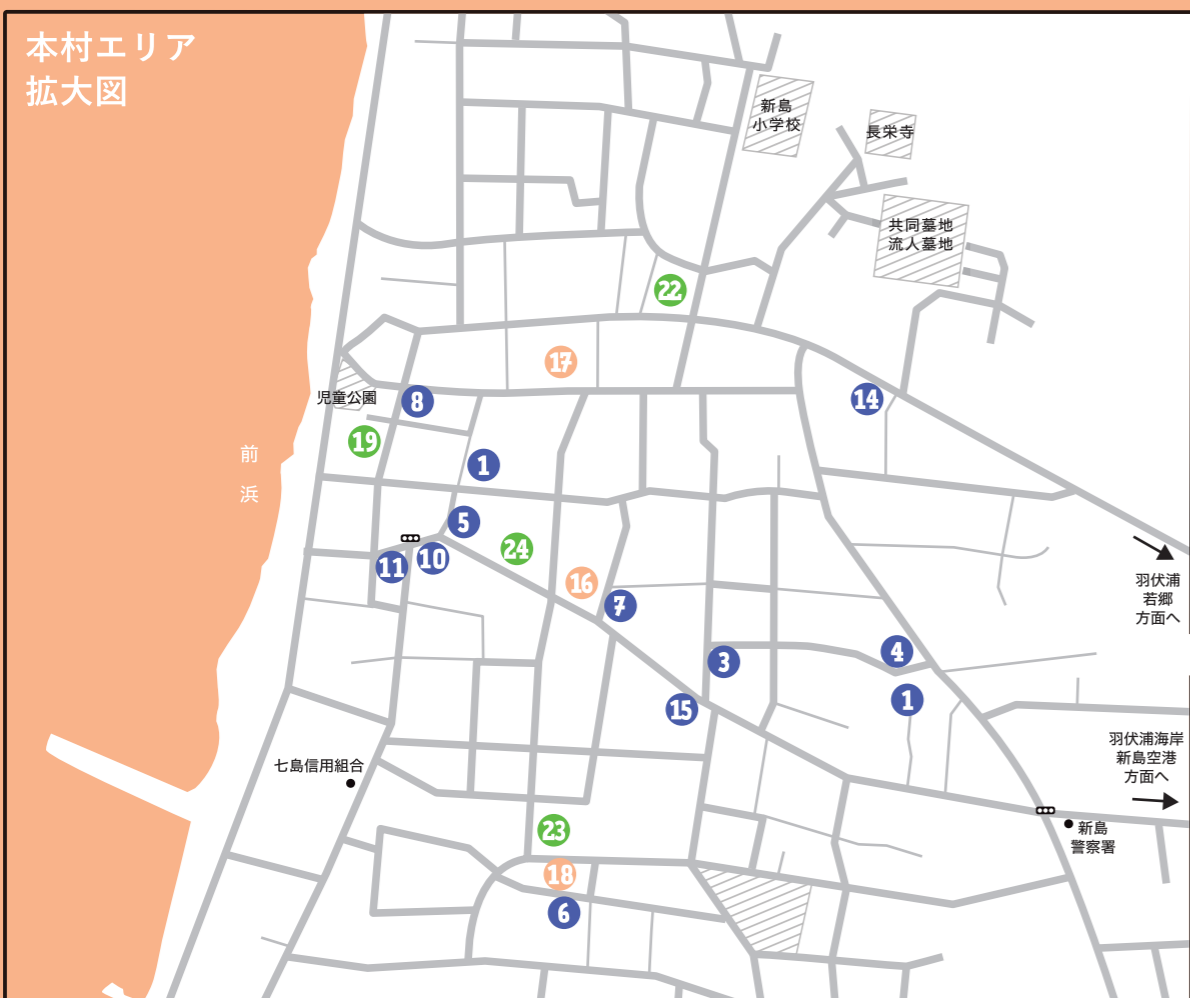 本村エリア
拡大図
新島
小学校
長栄寺
共同墓地
流人墓地
22
17
14
児童公園
8
19
前
浜
1
5
24
11
10
16
7
羽伏浦
若郷
方面へ
3
4
15
1
羽伏浦海岸
新島空港
方面へ
七島信用組合
新島
警察署
23
18
6